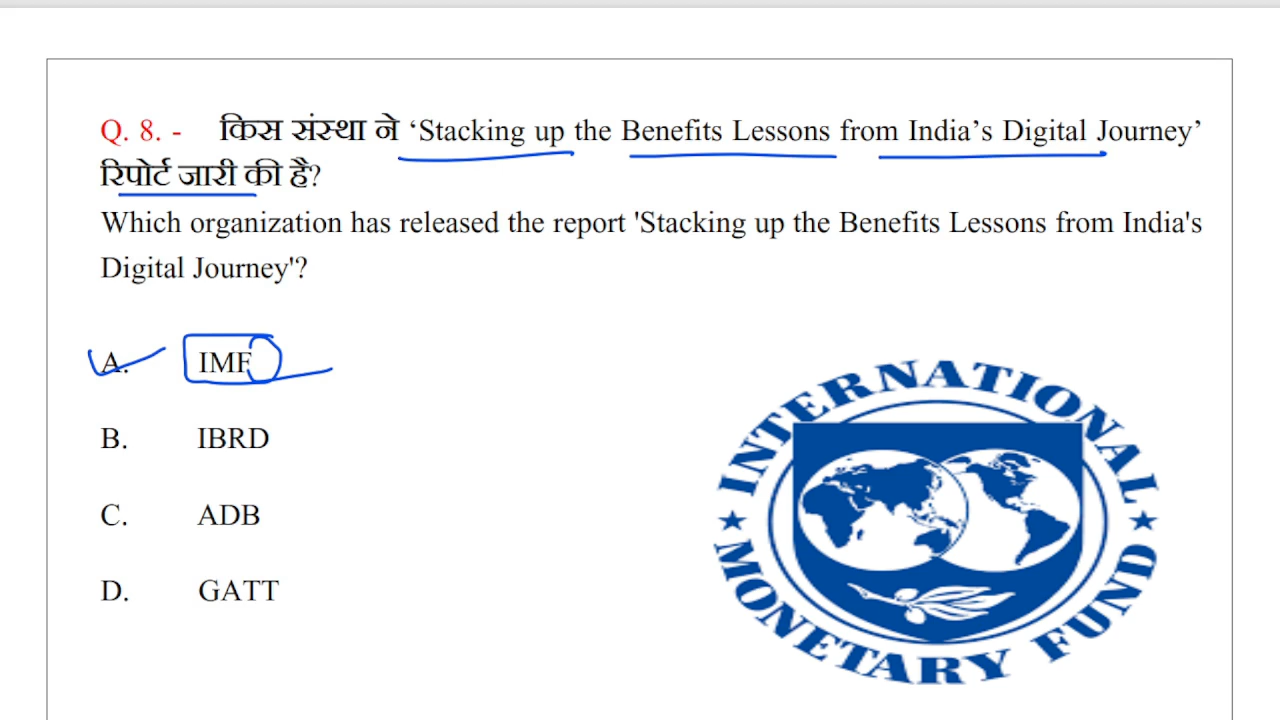 Q. 8. - किस संस्था ने ‘Stacking up the Benefits Lessons from India’s Digital Journey’
रिपोर्ट जारी की है?
Which organization has released the report 'Stacking up the Benefits Lessons from India's
Digital Journey'?
A. IMF
B. IBRD
C. ADB
D. GATT
INTERNATIONAL
MONETARY FUND